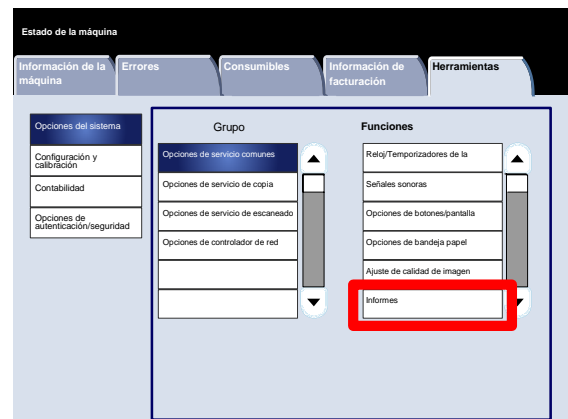 Estado de la máquina
Información de la
máquina
Errores
Consumibles
Información de
facturación
Herramientas
Opciones del sistema
Configuración y
calibración
Contabilidad
Opciones de
autenticación/seguridad
Grupo
Opciones de servicio comunes
Opciones de servicio de copia
Opciones de servicio de escaneado
Opciones de controlador de red
Funciones
Reloj/Temporizadores de la
Señales sonoras
Opciones de botones/pantalla
Opciones de bandeja papel
Ajuste de calidad de imagen
Informes